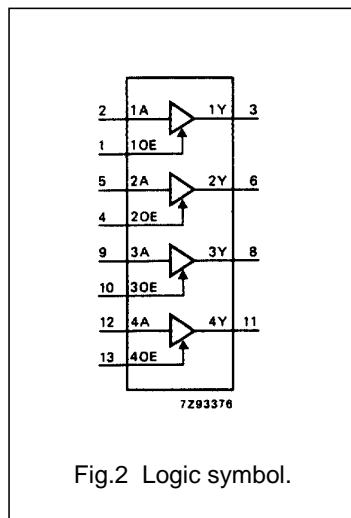 2 1A 1Y 3
1 1OE
5 2A 2Y 6
4 2OE
9 3A 3Y 8
10 3OE
12 4A 4Y 11
13 4OE
7Z93376
Fig.2 Logic symbol.